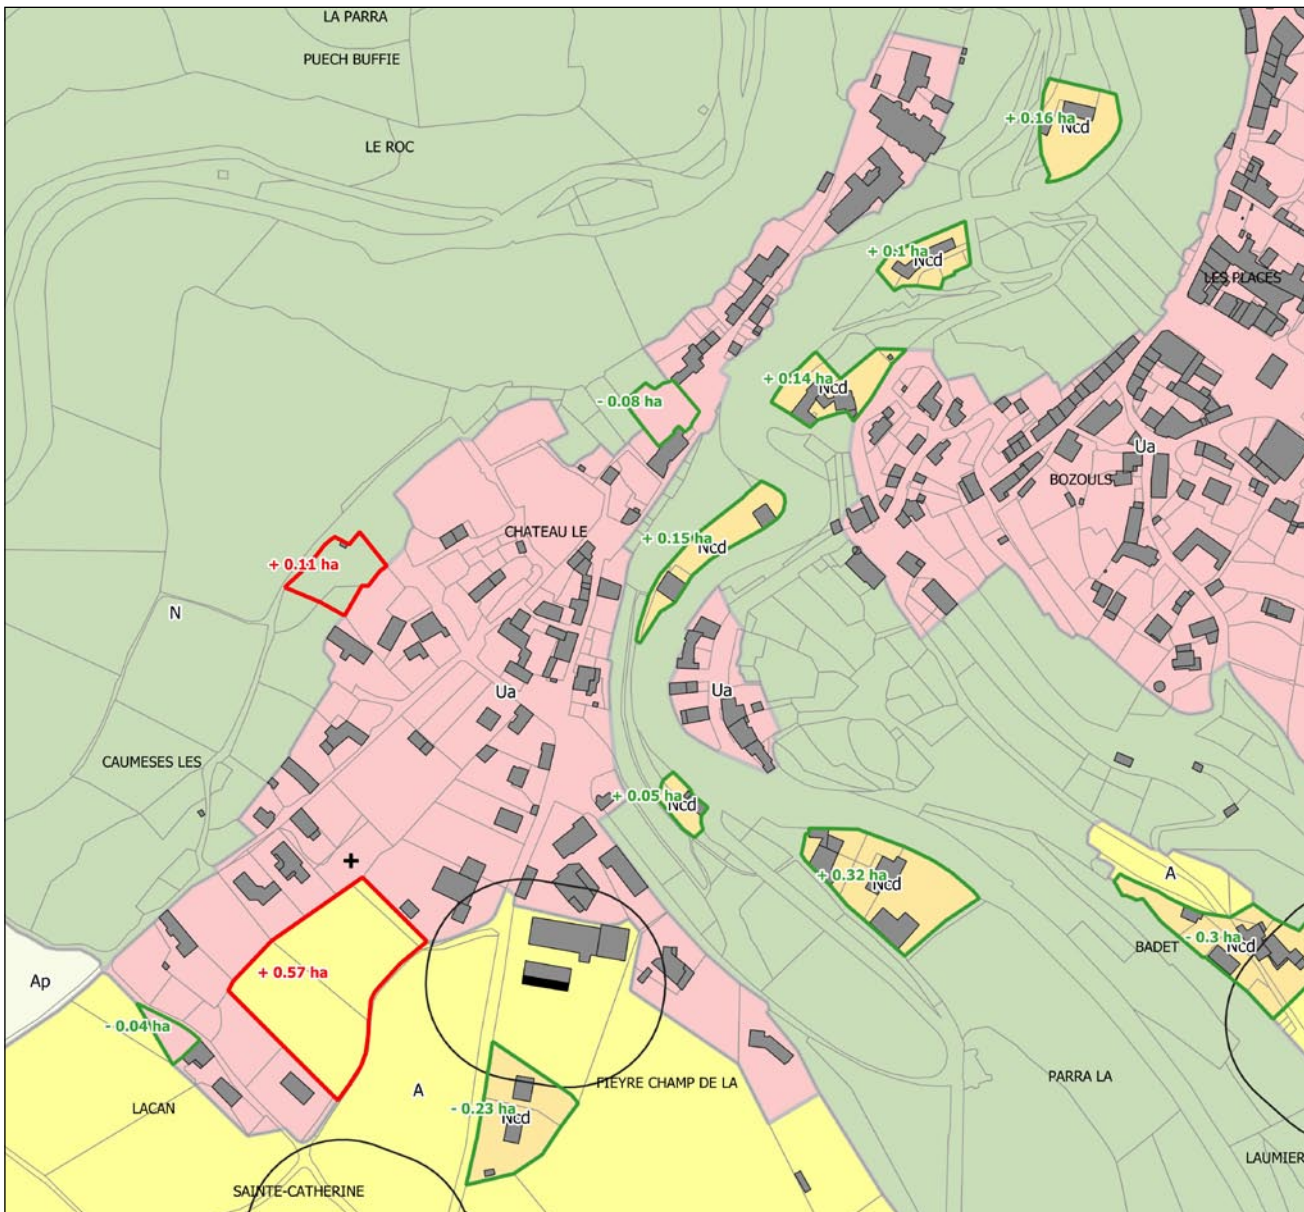 LA PARRA
PUECH BUFFIE
LE ROC
+ 0.16 ha
Ncd
+ 0.1 ha
Ncd
LES PLACES
+ 0.14 ha
Ncd
- 0.08 ha
Ua
BOZOULS
CHATEAU LE
+ 0.15 ha
Ncd
+ 0.11 ha
N
Ua
Ua
CAUMESES LES
+ 0.05 ha
Ncd
+ 0.32 ha
Ncd
A
- 0.3 ha
Ncd
BADET
+ 0.57 ha
Ap
- 0.04 ha
FIEYRE CHAMP DE LA
PARRA LA
A
LACAN
- 0.23 ha
Ncd
LAUMIER
SAINTE-CATHERINE